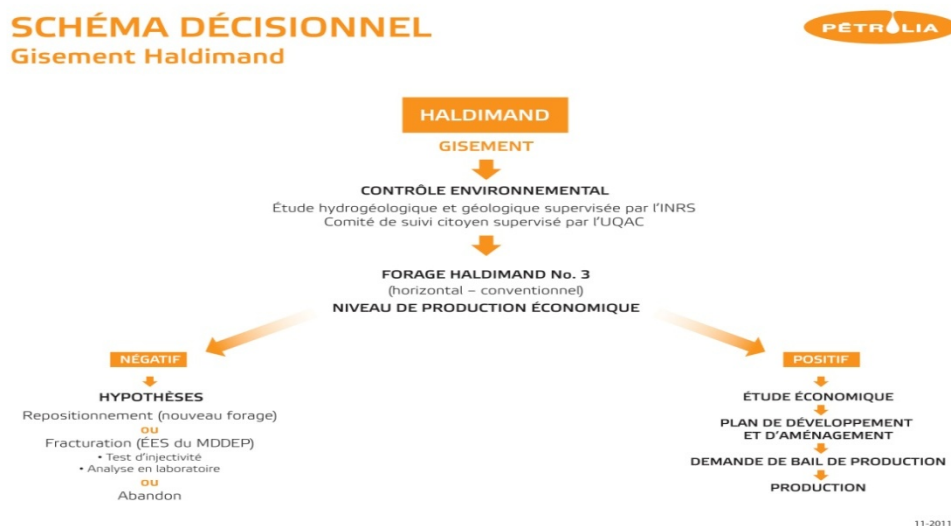 SCHÉMA DÉCISIONNEL
Gisement Haldimand
PÉTROLIA
HALDIMAND
GISEMENT
CONTRÔLE ENVIRONNEMENTAL
Étude hydrogéologique et géologique supervisée par l'INRS
Comité de suivi citoyen supervisé par l'UQAC
FORAGE HALDIMAND No. 3
(horizontal – conventionnel)
NIVEAU DE PRODUCTION ÉCONOMIQUE
NÉGATIF
HYPOTHÈSES
Repositionnement (nouveau forage)
ou
Fracturation (ÉES du MDDEP)
• Test d'injectivité
• Analyse en laboratoire
ou
Abandon
POSITIF
ÉTUDE ÉCONOMIQUE
PLAN DE DÉVELOPPEMENT
ET D'AMÉNAGEMENT
DEMANDE DE BAIL DE PRODUCTION
PRODUCTION
11-2011